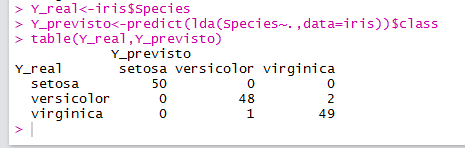 > Y_real<-iris$Species
> Y_previsto<-predict(lda(Species~.,data=iris))$class
> table(Y_real,Y_previsto)
            Y_previsto
Y_real       setosa versicolor virginica
  setosa         50          0         0
  versicolor      0         48         2
  virginica       0          1        49
>